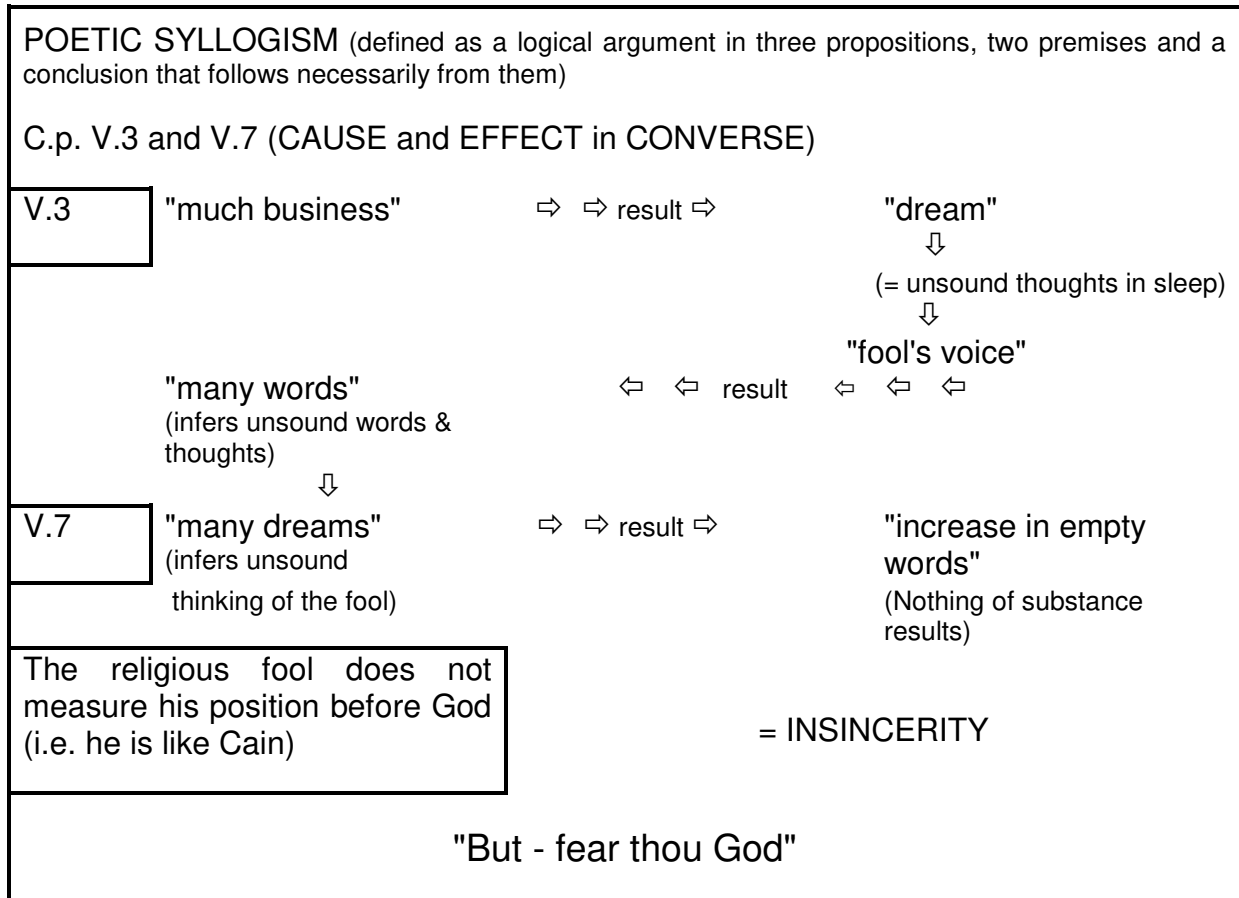 POETIC SYLLOGISM (defined as a logical argument in three propositions, two premises and a
conclusion that follows necessarily from them)
C.p. V.3 and V.7 (CAUSE and EFFECT in CONVERSE)
V.3 "much business" ⇨ ⇨ result ⇨ "dream"
⇩
(= unsound thoughts in sleep)
⇩
"fool's voice"
"many words" ⇦ ⇦ result ⇦ ⇦ ⇦
(infers unsound words &
thoughts)
⇩
V.7 "many dreams" ⇨ ⇨ result ⇨ "increase in empty
words"
(infers unsound
thinking of the fool)
(Nothing of substance
results)
The religious fool does not
measure his position before God
(i.e. he is like Cain)
= INSINCERITY
"But - fear thou God"